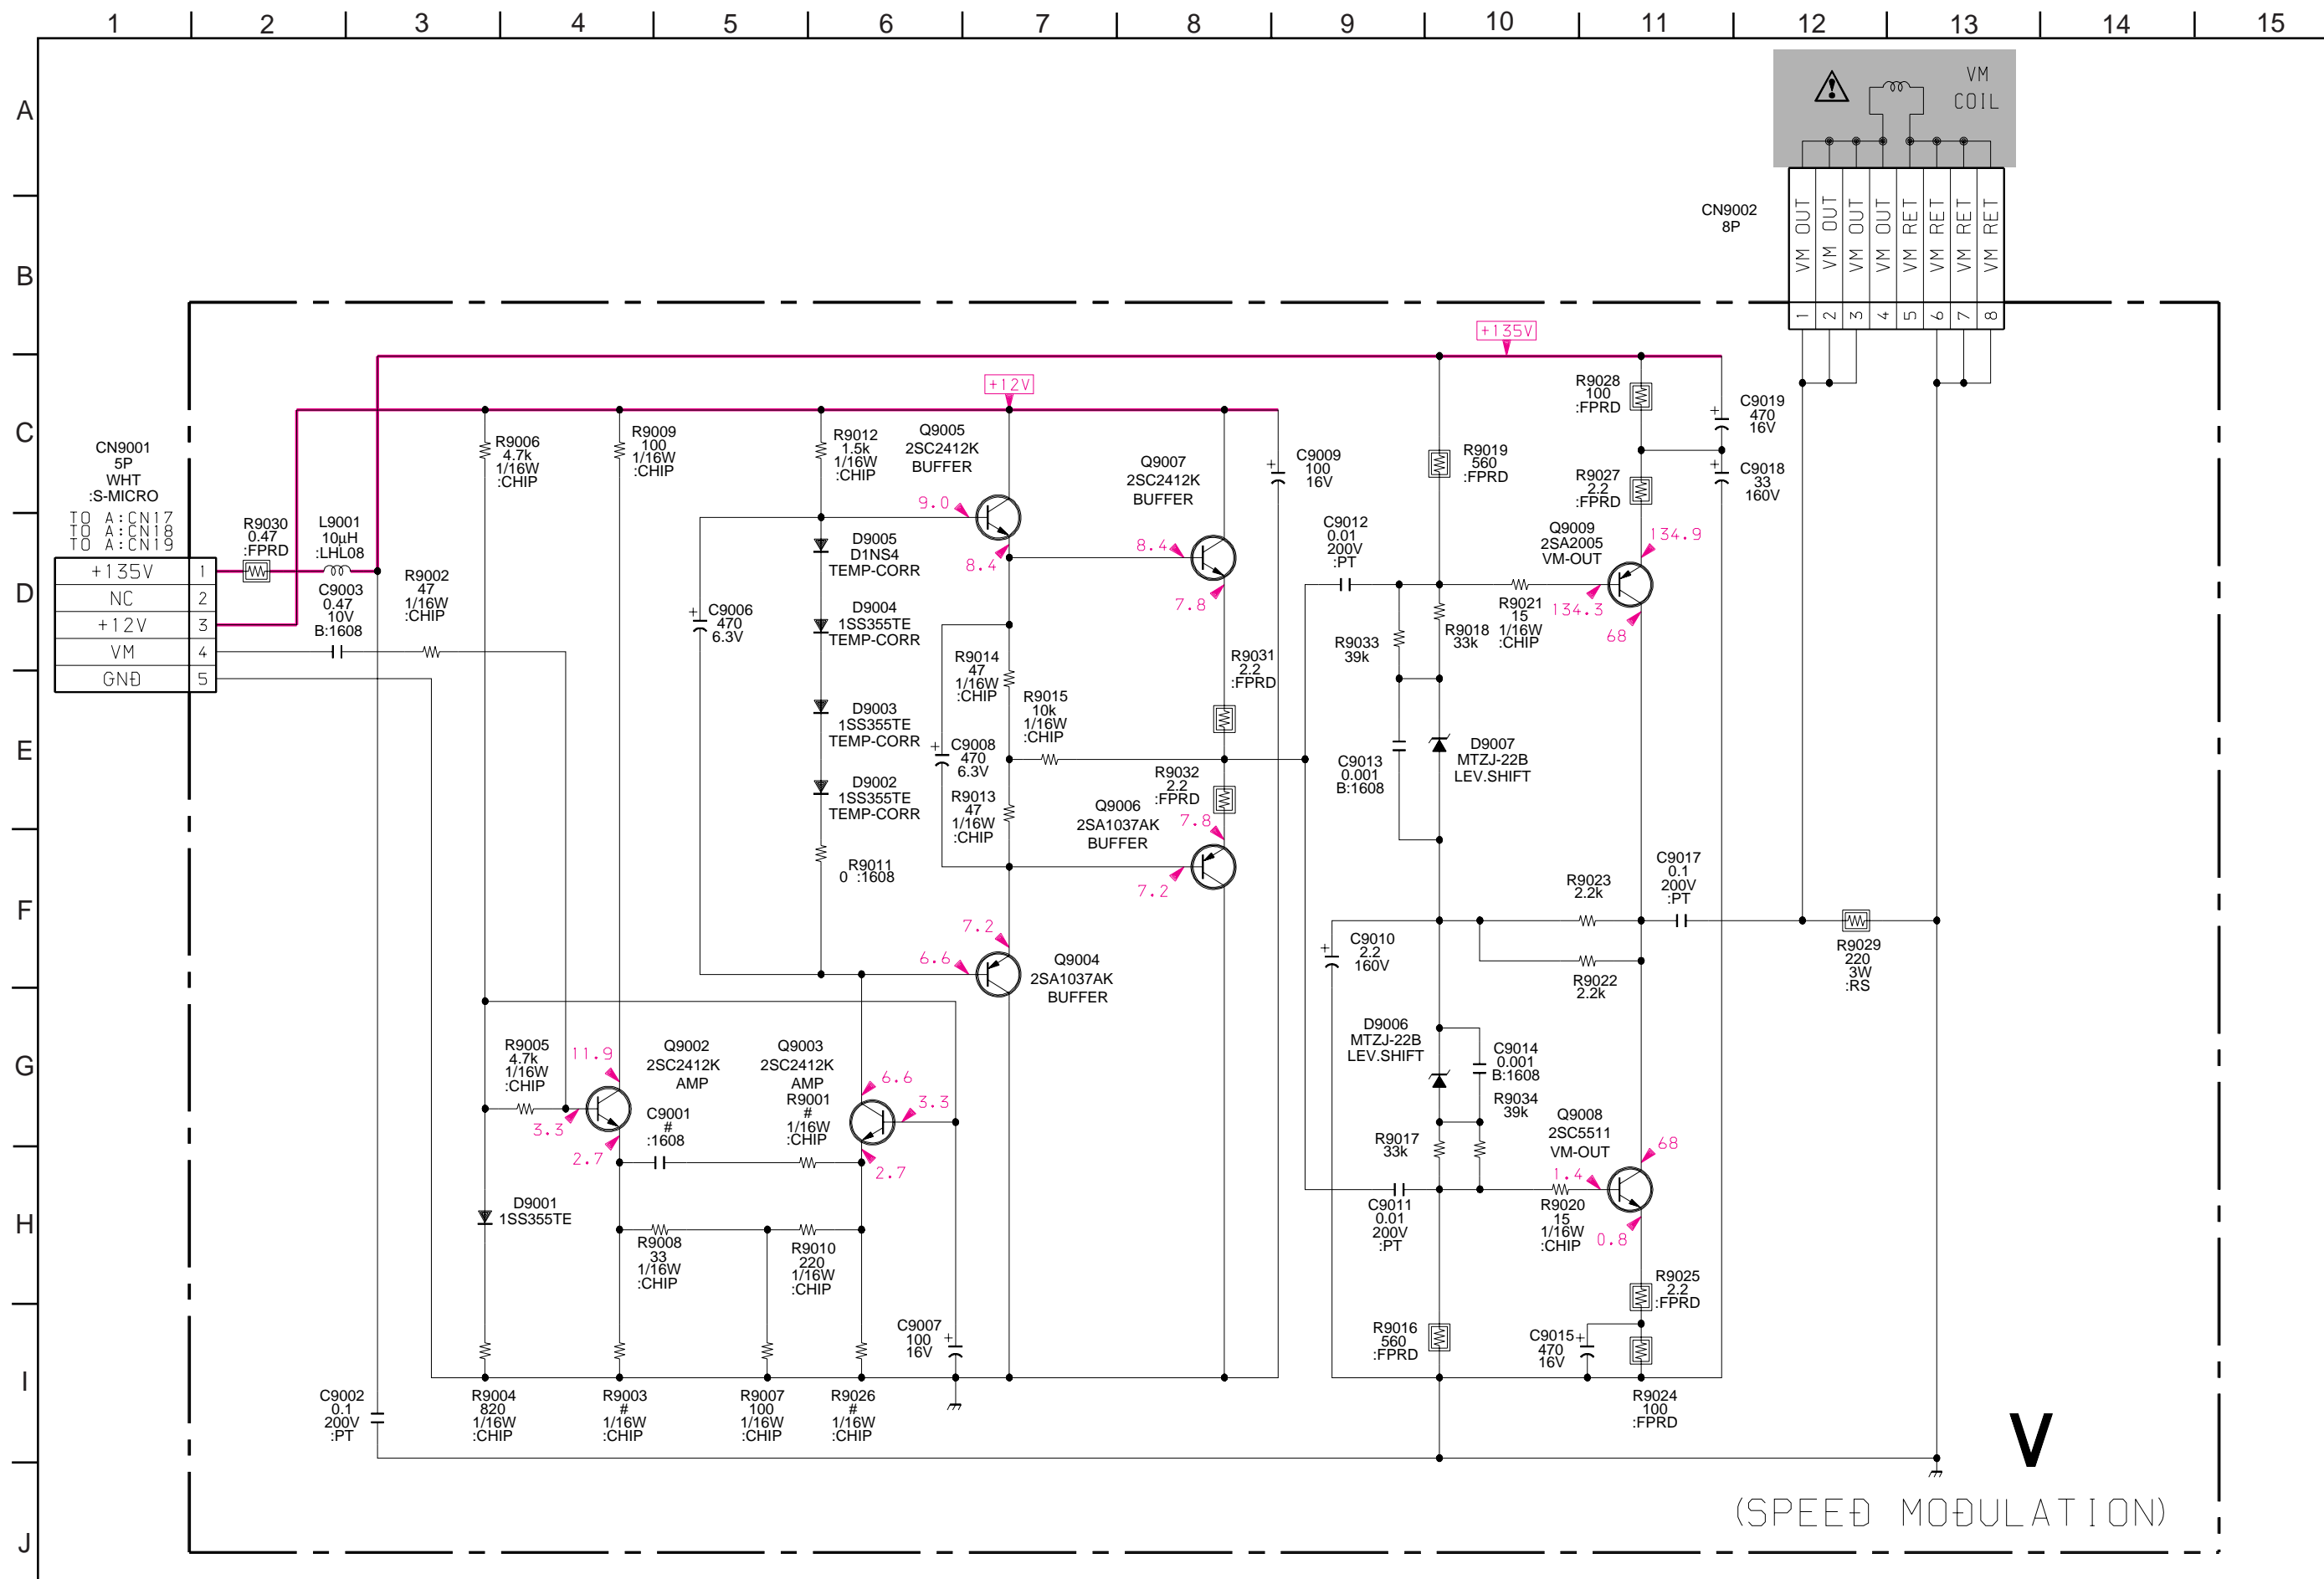 1 2 3 4 5 6 7 8 9 10 11 12 13 14 15
A
B
C
D
E
F
G
H
I
J
VM
COIL
CN9002
8P
VM OUT
VM OUT
VM OUT
VM OUT
VM RET
VM RET
VM RET
VM RET
1 2 3 4 5 6 7 8
+135V
+12V
CN9001
5P
WHT
:S-MICRO
TO A:CN17
TO A:CN18
TO A:CN19
+135V 1
NC 2
+12V 3
VM 4
GND 5
R9030
0.47
:FPRD
L9001
10µH
:LHL08
C9003
0.47
10V
B:1608
R9002
47
1/16W
:CHIP
R9006
4.7k
1/16W
:CHIP
R9009
100
1/16W
:CHIP
R9012
1.5k
1/16W
:CHIP
Q9005
2SC2412K
BUFFER
9.0
8.4
Q9007
2SC2412K
BUFFER
8.4
7.8
C9009
100
16V
+
D9005
D1NS4
TEMP-CORR
D9004
1SS355TE
TEMP-CORR
D9003
1SS355TE
TEMP-CORR
D9002
1SS355TE
TEMP-CORR
C9006
470
6.3V
+
R9014
47
1/16W
:CHIP
R9015
10k
1/16W
:CHIP
R9031
2.2
:FPRD
C9008
470
6.3V
+
R9013
47
1/16W
:CHIP
R9032
2.2
:FPRD
Q9006
2SA1037AK
BUFFER
7.8
7.2
R9011
0 :1608
7.2
6.6
Q9004
2SA1037AK
BUFFER
R9005
4.7k
1/16W
:CHIP
11.9
3.3
2.7
Q9002
2SC2412K
AMP
C9001
#
:1608
Q9003
2SC2412K
AMP
R9001
#
1/16W
:CHIP
6.6
3.3
2.7
D9001
1SS355TE
R9008
33
1/16W
:CHIP
R9010
220
1/16W
:CHIP
C9007
100
16V
+
C9002
0.1
200V
:PT
R9004
820
1/16W
:CHIP
R9003
#
1/16W
:CHIP
R9007
100
1/16W
:CHIP
R9026
#
1/16W
:CHIP
R9028
100
:FPRD
R9019
560
:FPRD
R9027
2.2
:FPRD
C9019
470
16V
+
C9018
33
160V
+
C9012
0.01
200V
:PT
Q9009
2SA2005
VM-OUT
134.9
134.3
68
R9021
15
1/16W
:CHIP
R9018
33k
R9033
39k
C9013
0.001
B:1608
D9007
MTZJ-22B
LEV.SHIFT
R9023
2.2k
C9017
0.1
200V
:PT
C9010
2.2
160V
+
R9022
2.2k
R9029
220
3W
:RS
D9006
MTZJ-22B
LEV.SHIFT
C9014
0.001
B:1608
R9034
39k
R9017
33k
Q9008
2SC5511
VM-OUT
68
1.4
0.8
C9011
0.01
200V
:PT
R9020
15
1/16W
:CHIP
R9025
2.2
:FPRD
R9016
560
:FPRD
C9015
470
16V
+
R9024
100
:FPRD
V
(SPEED MODULATION)